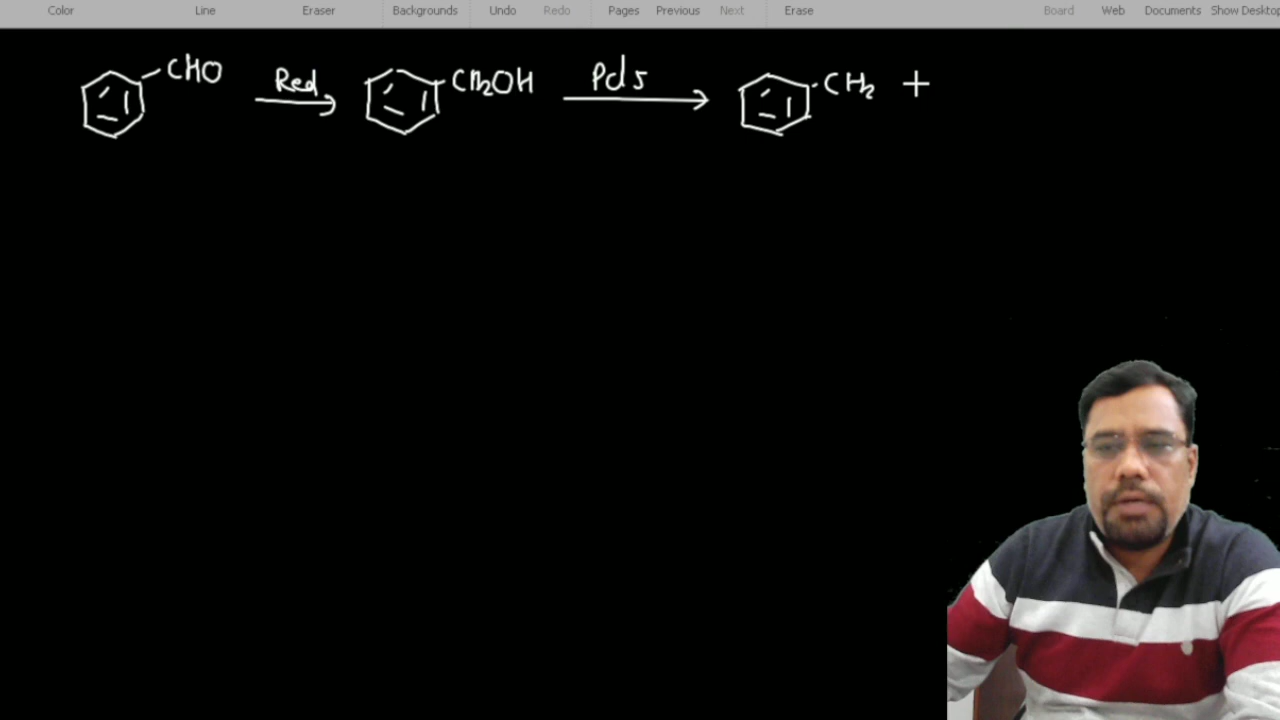 Color Line Eraser Backgrounds Undo Redo Pages Previous Next Erase Board Web Documents Show Desktop
CHO Red CH2OH Pcl5 CH2 +